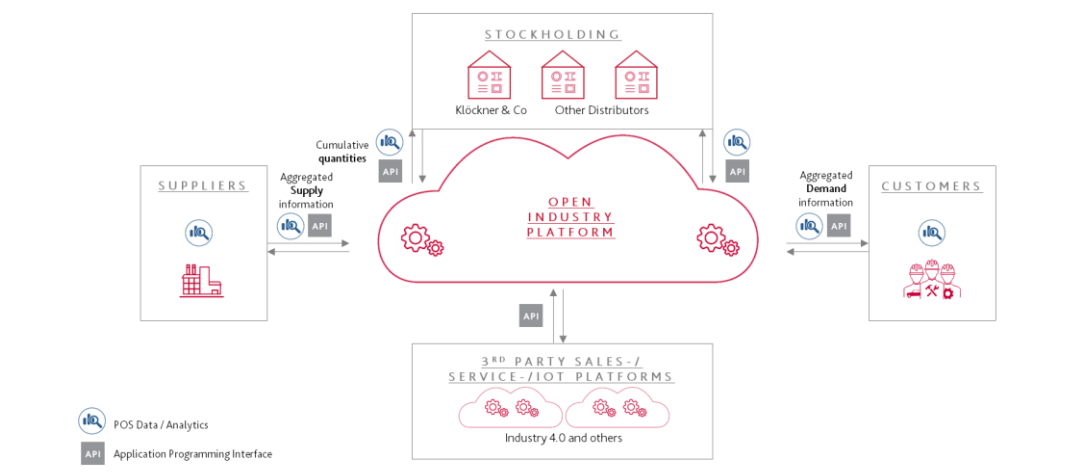 STOCKHOLDING
Klöckner & Co
Other Distributors
Cumulative
quantities
API
API
SUPPLIERS
Aggregated
Supply
information
API
OPEN
INDUSTRY
PLATFORM
Aggregated
Demand
information
API
CUSTOMERS
API
3RD PARTY SALES-/
SERVICE-/IOT PLATFORMS
Industry 4.0 and others
POS Data / Analytics
API Application Programming Interface